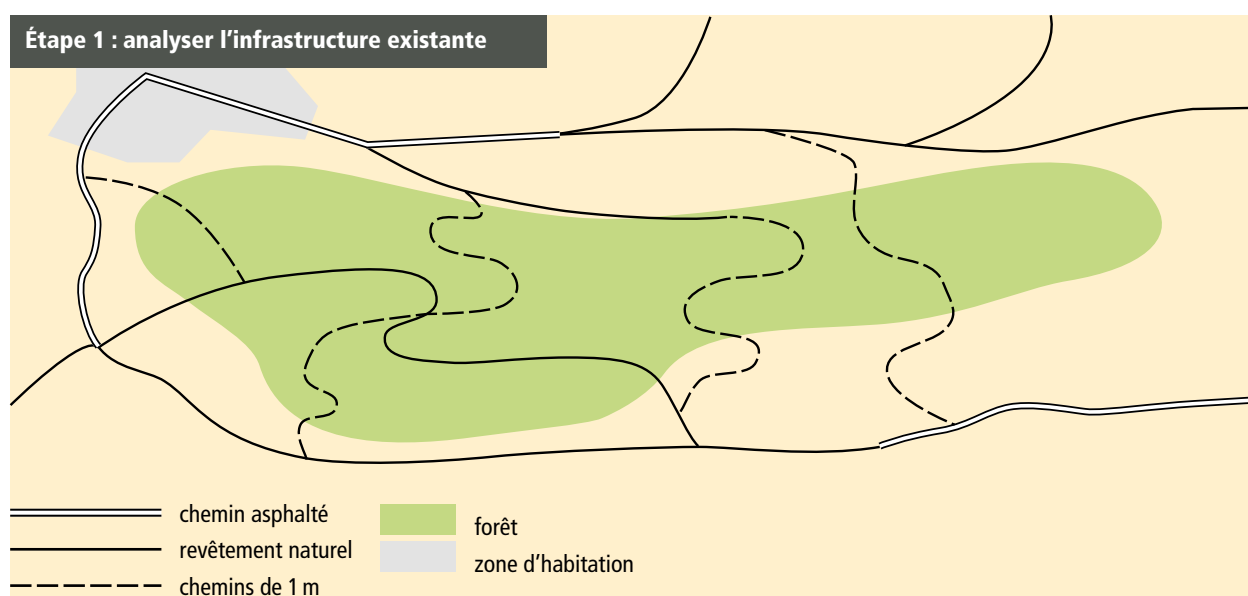 Étape 1 : analyser l’infrastructure existante
chemin asphalté
revêtement naturel
chemins de 1 m
forêt
zone d’habitation